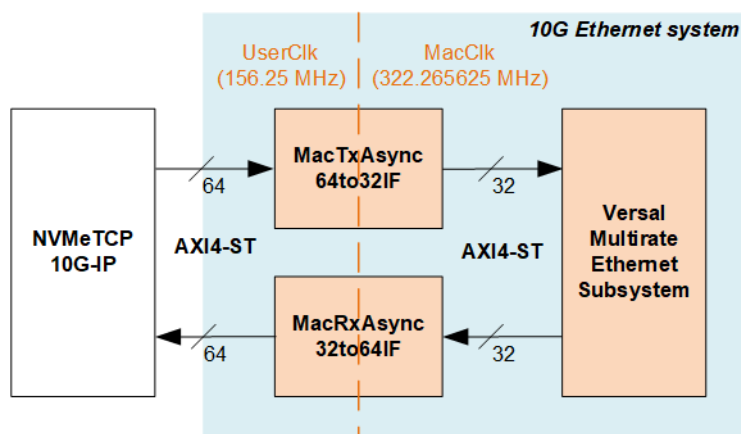 10G Ethernet system
UserClk
(156.25 MHz)
MacClk
(322.265625 MHz)
NVMeTCP
10G-IP
64
AXI4-ST
64
MacTxAsync
64to32IF
MacRxAsync
32to64IF
32
AXI4-ST
32
Versal
Multirate
Ethernet
Subsystem